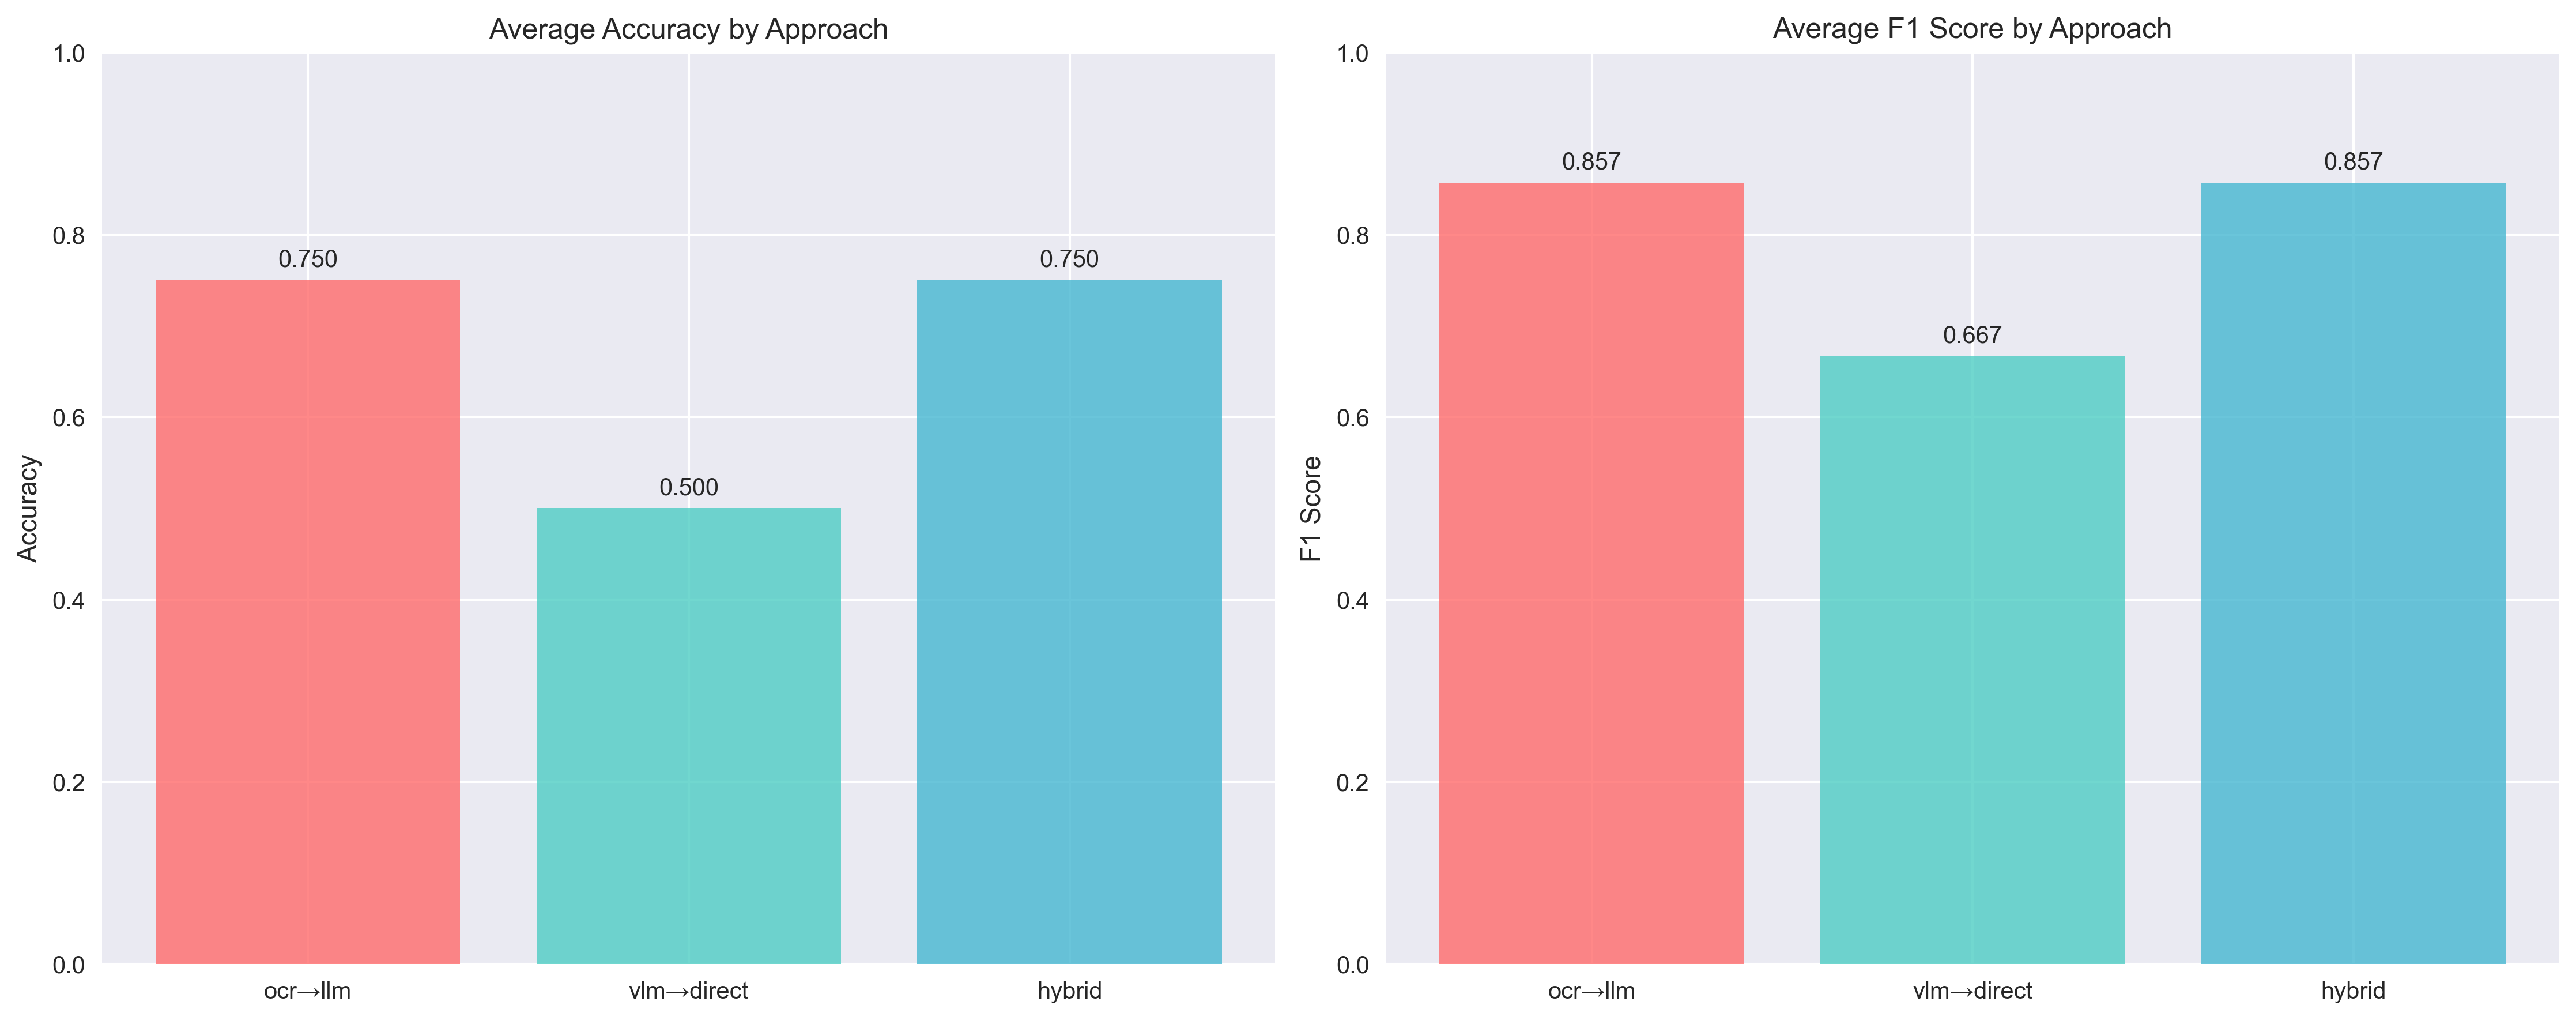 Average Accuracy by Approach
Accuracy
1.0
0.8
0.6
0.4
0.2
0.0
0.750
0.500
0.750
ocr→llm
vlm→direct
hybrid
Average F1 Score by Approach
F1 Score
1.0
0.8
0.6
0.4
0.2
0.0
0.857
0.667
0.857
ocr→llm
vlm→direct
hybrid